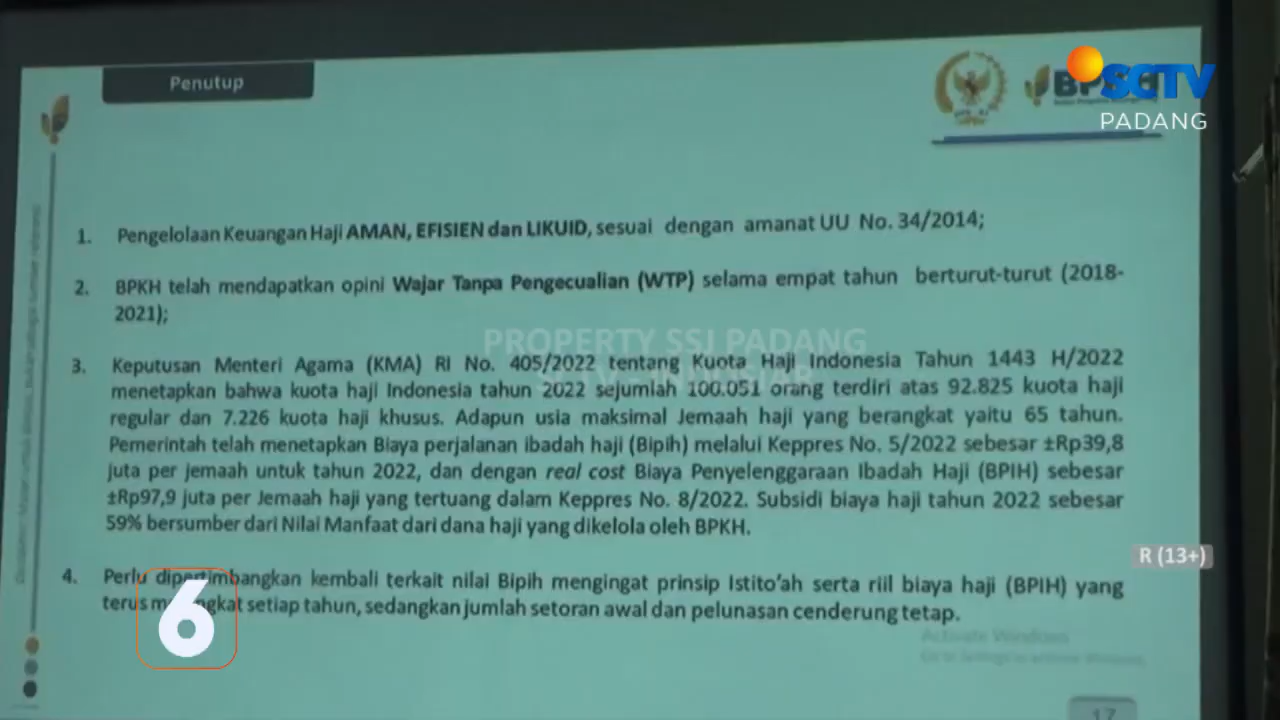 Penutup
SCTV
PADANG
1. Pengelolaan Keuangan Haji AMAN, EFISIEN dan LIKUID, sesuai dengan amanat UU No. 34/2014;
2. BPKH telah mendapatkan opini Wajar Tanpa Pengecualian (WTP) selama empat tahun berturut-turut (2018-
2021);
PROPERTY SSJ PADANG
3. Keputusan Menteri Agama (KMA) RI No. 405/2022 tentang Kuota Haji Indonesia Tahun 1443 H/2022
menetapkan bahwa kuota haji Indonesia tahun 2022 sejumlah 100.051 orang terdiri atas 92.825 kuota haji
regular dan 7.226 kuota haji khusus. Adapun usia maksimal Jemaah haji yang berangkat yaitu 65 tahun.
Pemerintah telah menetapkan Biaya perjalanan ibadah haji (Bipih) melalui Keppres No. 5/2022 sebesar ±Rp39,8
juta per jemaah untuk tahun 2022, dan dengan real cost Biaya Penyelenggaraan Ibadah Haji (BPIH) sebesar
±Rp97,9 juta per Jemaah haji yang tertuang dalam Keppres No. 8/2022. Subsidi biaya haji tahun 2022 sebesar
59% bersumber dari Nilai Manfaat dari dana haji yang dikelola oleh BPKH.
R (13+)
4. Perlu dipertimbangkan kembali terkait nilai Bipih mengingat prinsip Istito'ah serta riil biaya haji (BPIH) yang
terus meningkat setiap tahun, sedangkan jumlah setoran awal dan pelunasan cenderung tetap.
6
Activate Windows
Go to Settings to activate Windows.
17